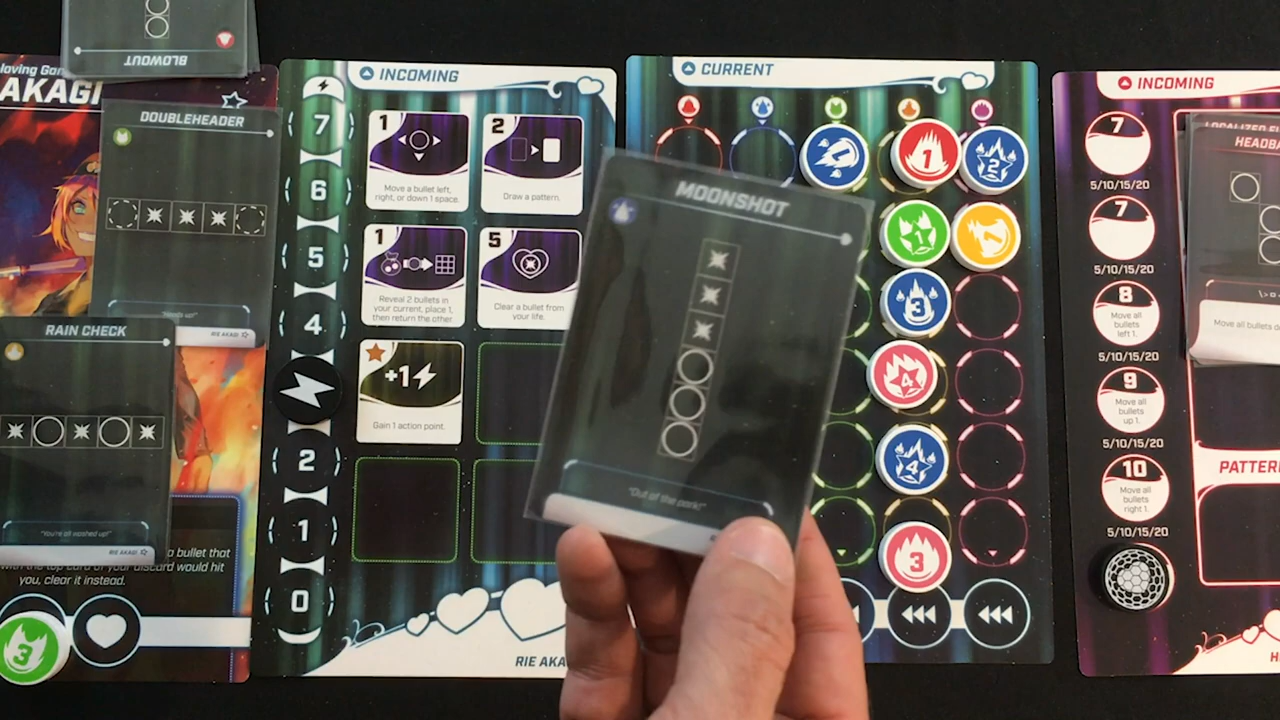 BLOWOUT
AKAGI
DOUBLEHEADER
RIE AKAGI
RAIN CHECK
"You're all washed up!"
RIE AKAGI
bullet that
with the top card of your discard would hit
you, clear it instead.
3
7
6
5
4
2
1
0
INCOMING
1
Move a bullet left,
right, or down 1 space.
2
Draw a pattern.
1
Reveal 2 bullets in
your current, place 1,
then return the other.
5
Clear a bullet from
your life.
+1
Gain 1 action point.
RIE AKA
CURRENT
1
1
2
1
1
3
4
4
3
MOONSHOT
"Out of the park!"
INCOMING
7
5/10/15/20
7
5/10/15/20
8
Move all
bullets
left 1.
5/10/15/20
9
Move all
bullets
up 1.
5/10/15/20
10
Move all
bullets
right 1.
5/10/15/20
HEADBA
Move all bullets d
PATTER